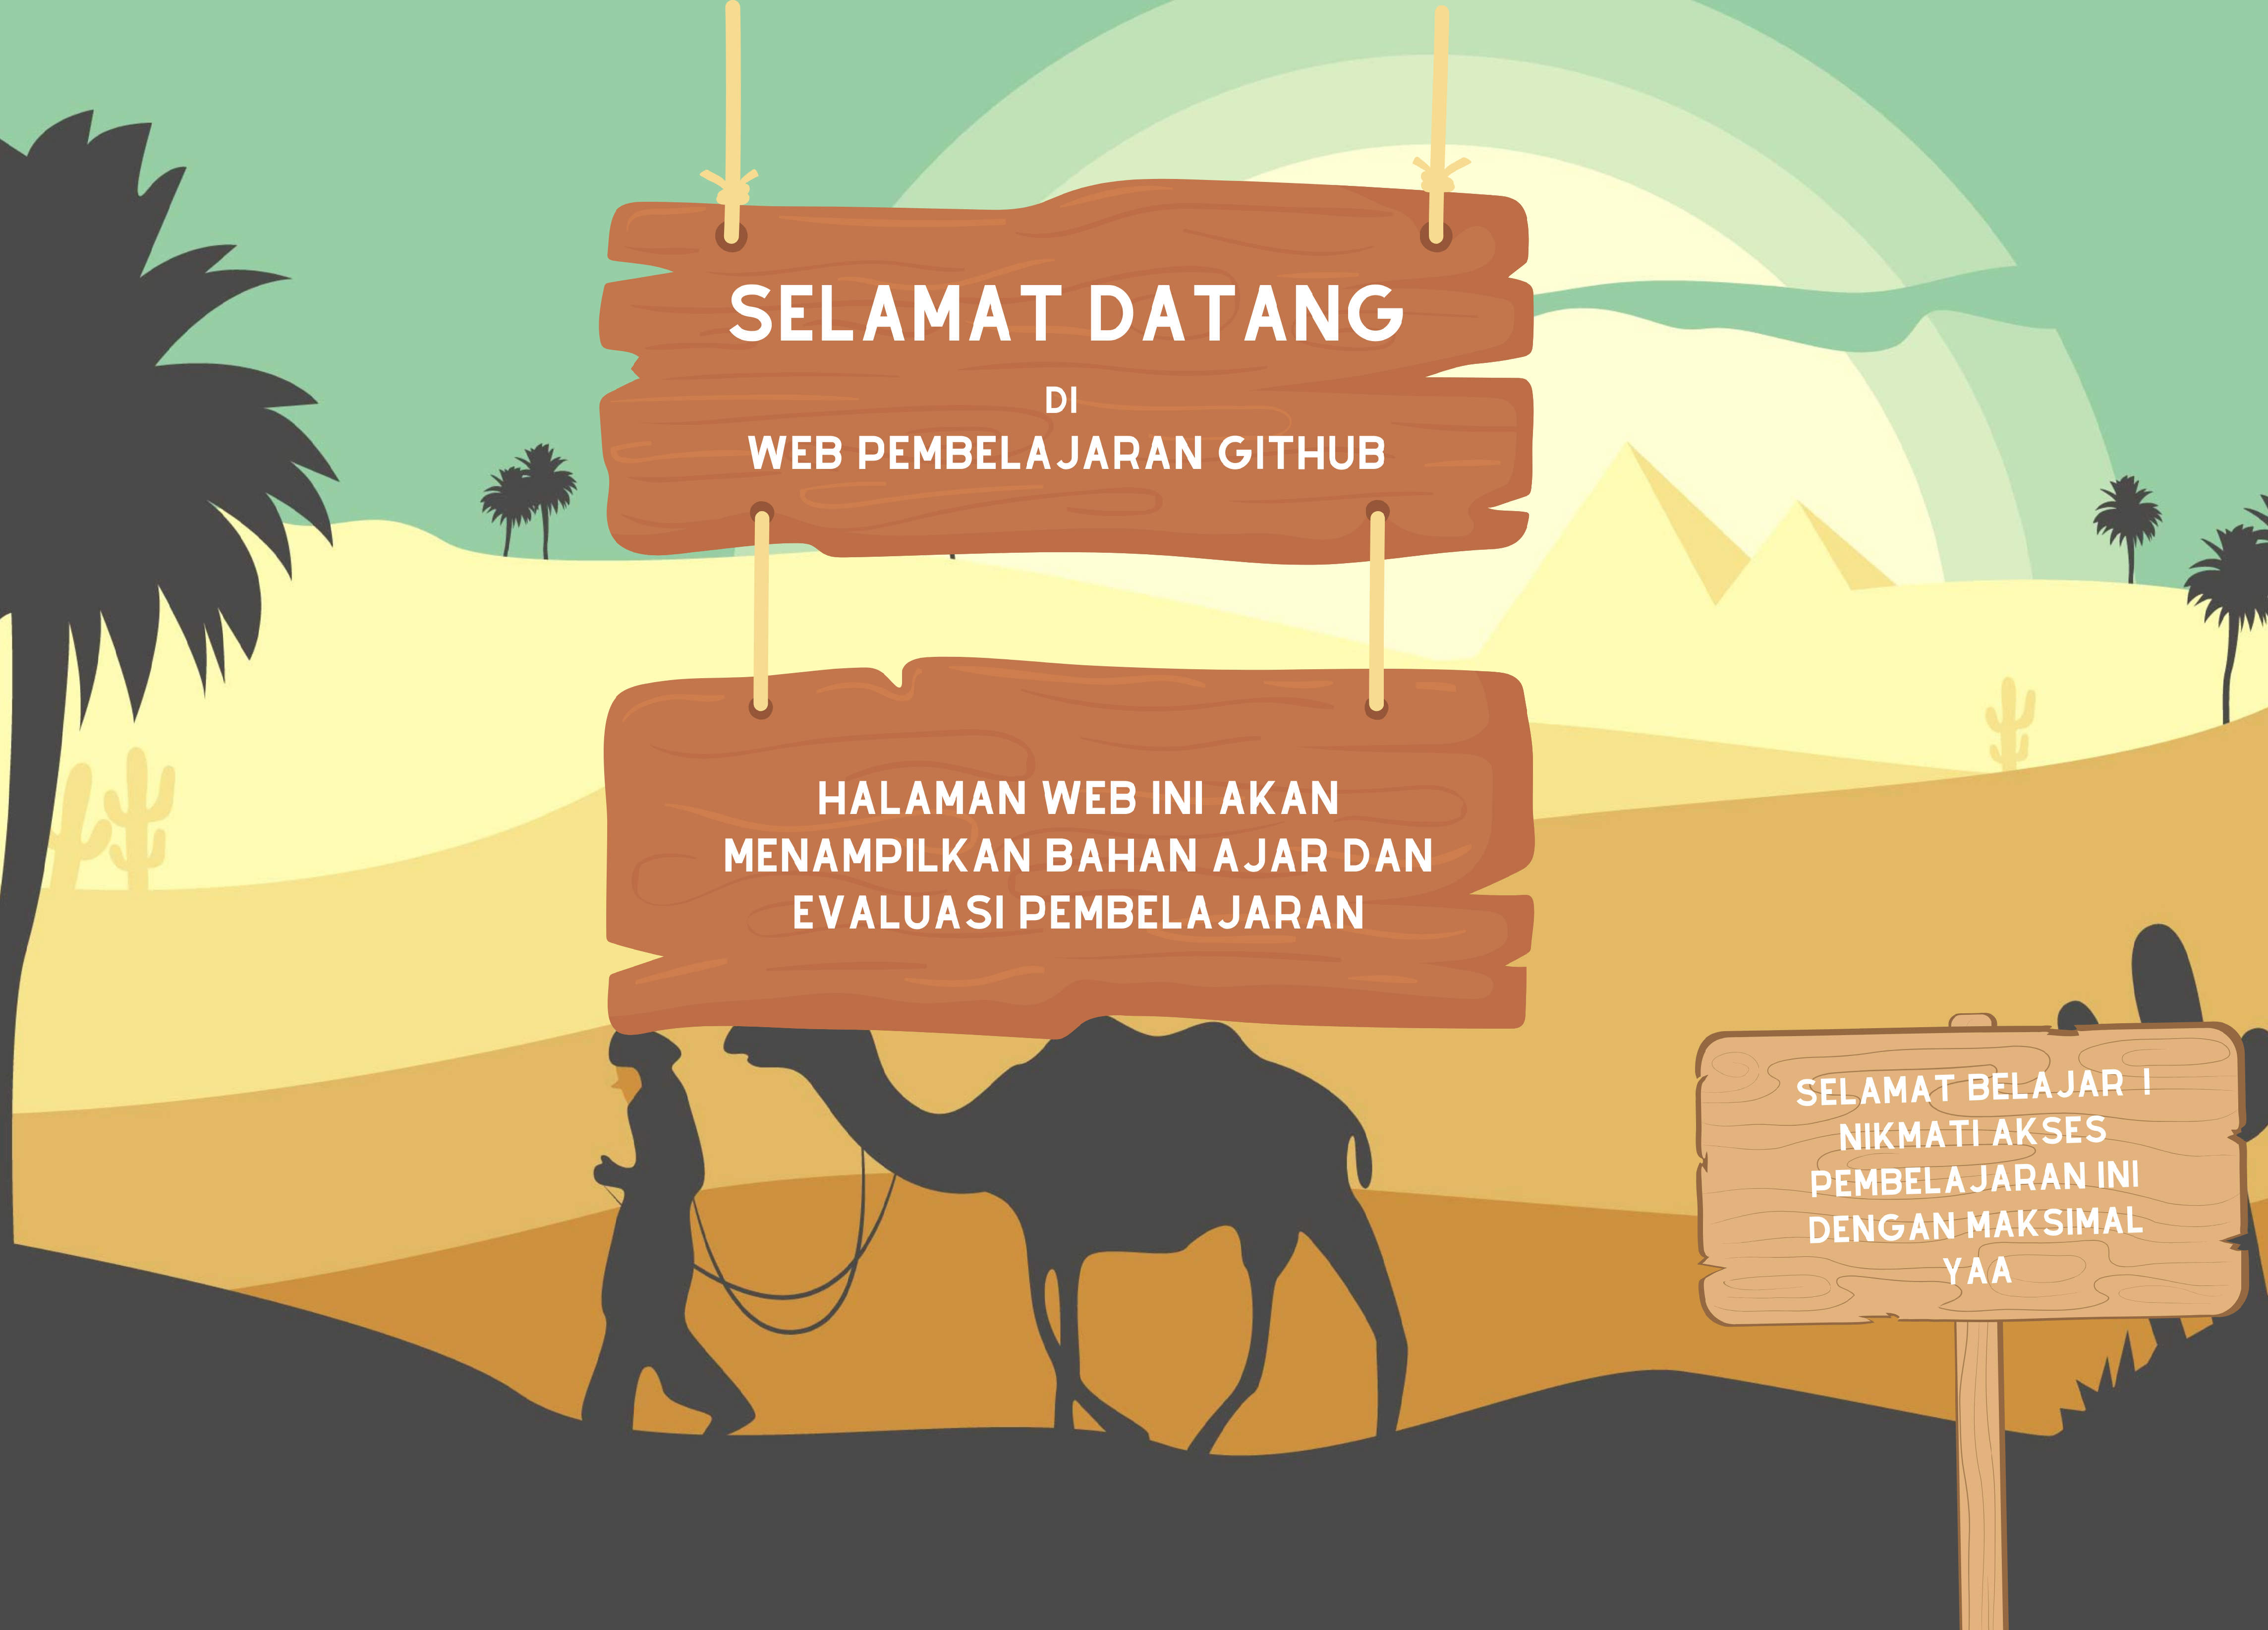 SELAMAT DATANG
DI
WEB PEMBELAJARAN GITHUB
HALAMAN WEB INI AKAN
MENAMPILKAN BAHAN AJAR DAN
EVALUASI PEMBELAJARAN
SELAMAT BELAJAR !
NIKMATI AKSES
PEMBELAJARAN INI
DENGAN MAKSIMAL
YAA